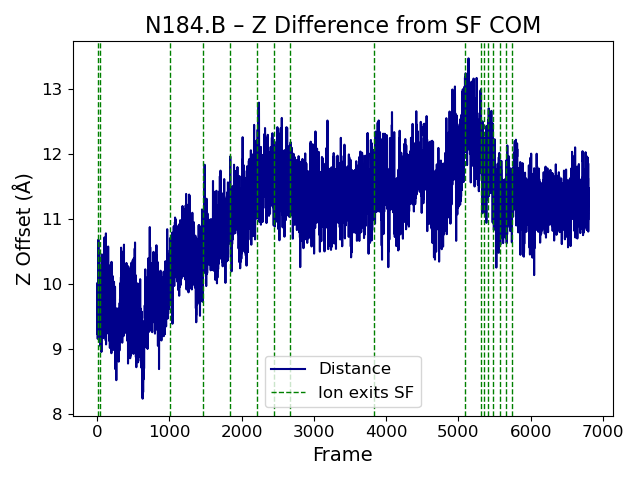 N184.B – Z Difference from SF COM
Z Offset (Å)
13
12
11
10
9
8
0 1000 2000 3000 4000 5000 6000 7000
Frame
Distance
Ion exits SF